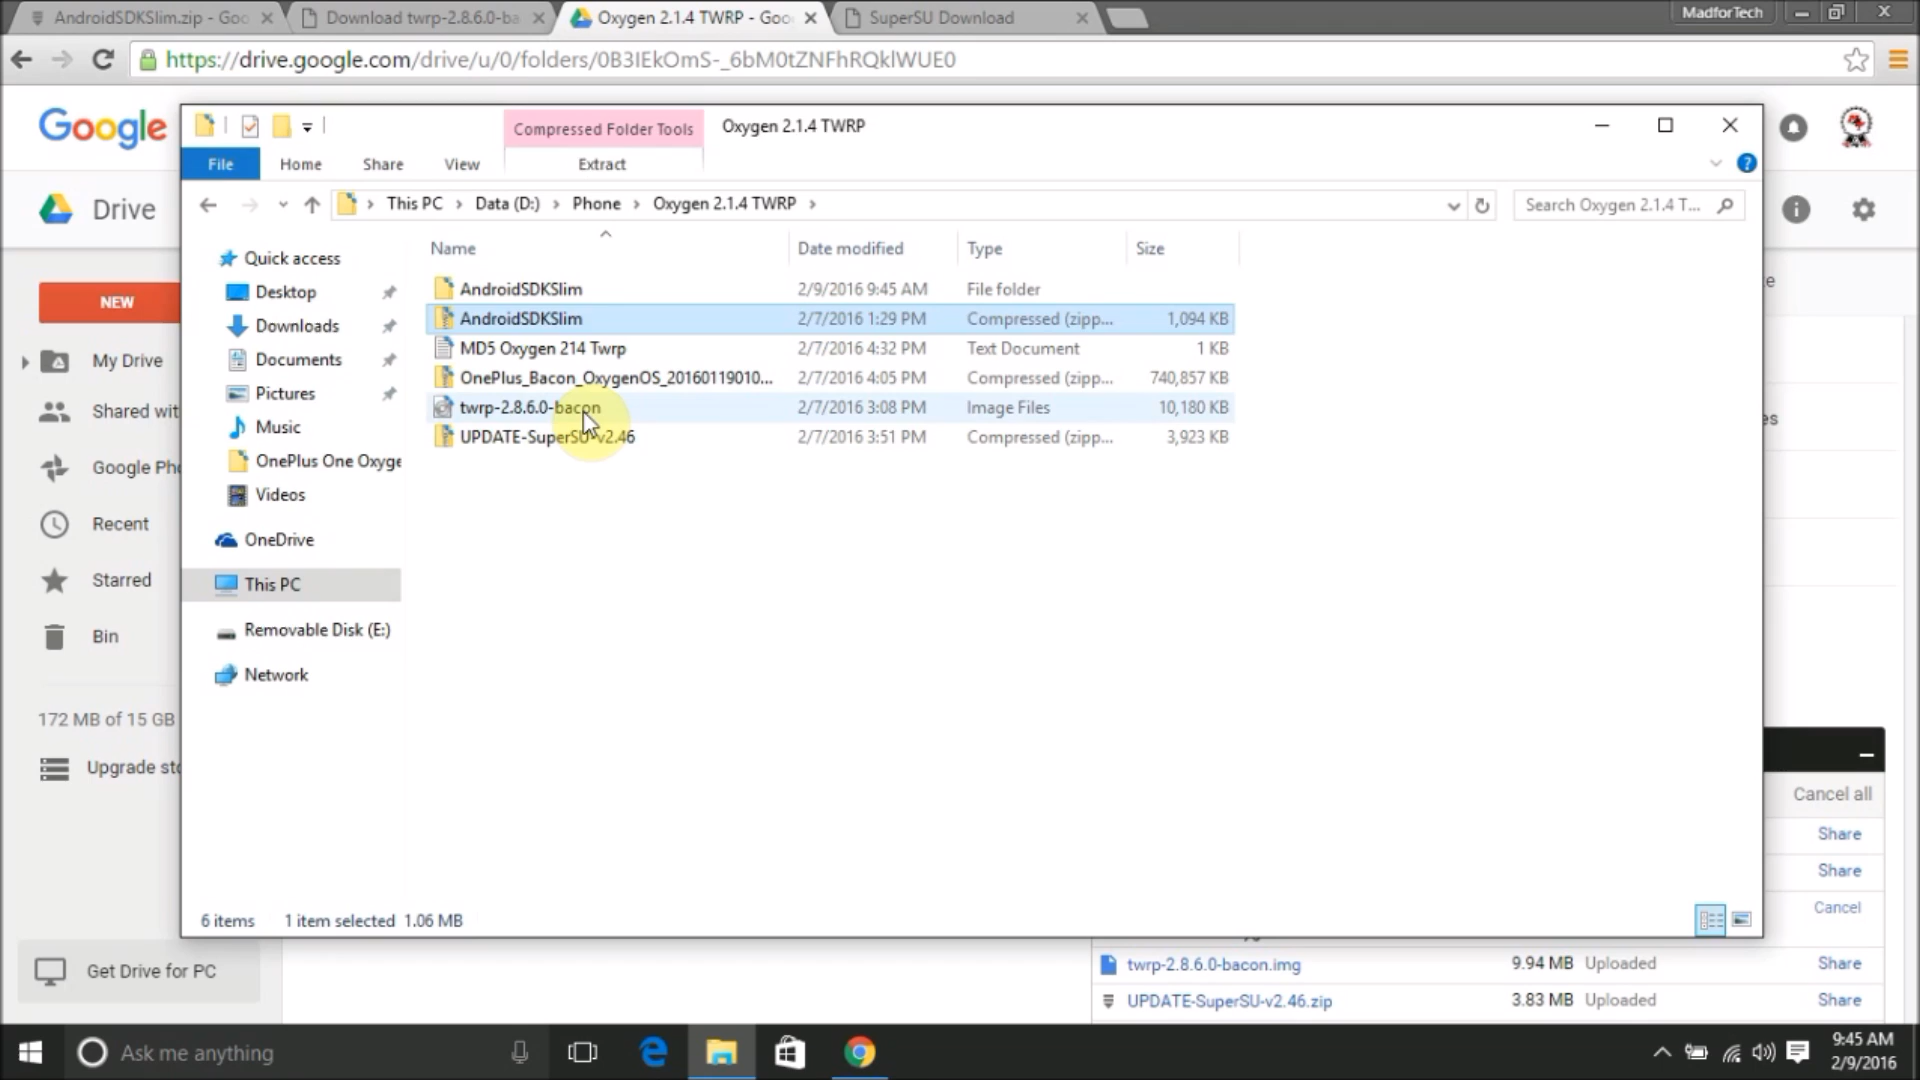 AndroidSDKSlim.zip - Goo
Download twrp-2.8.6.0-ba
Oxygen 2.1.4 TWRP - Goo
SuperSU Download
MadforTech
https://drive.google.com/drive/u/0/folders/0B3IEkOmS-_6bM0tZNFhRQklWUE0
Google
Drive
NEW
My Drive
Shared wit
Google Pho
Recent
Starred
Bin
172 MB of 15 GB
Upgrade sto
Get Drive for PC
Compressed Folder Tools
Oxygen 2.1.4 TWRP
File
Home
Share
View
Extract
This PC
Data (D:)
Phone
Oxygen 2.1.4 TWRP
Search Oxygen 2.1.4 T...
Quick access
Desktop
Downloads
Documents
Pictures
Music
OnePlus One Oxyge
Videos
OneDrive
This PC
Removable Disk (E:)
Network
Name Date modified Type Size
AndroidSDKSlim 2/9/2016 9:45 AM File folder
AndroidSDKSlim 2/7/2016 1:29 PM Compressed (zipp... 1,094 KB
MD5 Oxygen 214 Twrp 2/7/2016 4:32 PM Text Document 1 KB
OnePlus_Bacon_OxygenOS_20160119010... 2/7/2016 4:05 PM Compressed (zipp... 740,857 KB
twrp-2.8.6.0-bacon 2/7/2016 3:08 PM Image Files 10,180 KB
UPDATE-SuperSU-v2.46 2/7/2016 3:51 PM Compressed (zipp... 3,923 KB
6 items 1 item selected 1.06 MB
Cancel all
Share
Share
Cancel
twrp-2.8.6.0-bacon.img 9.94 MB Uploaded Share
UPDATE-SuperSU-v2.46.zip 3.83 MB Uploaded Share
Ask me anything
9:45 AM
2/9/2016